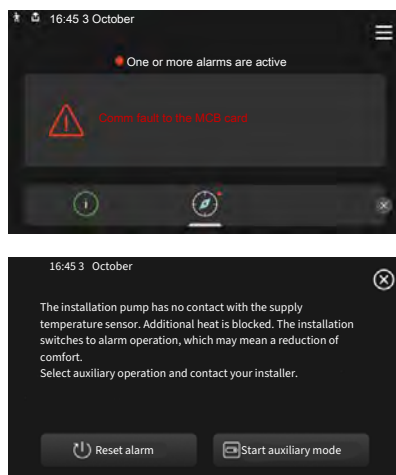 16:45 3 October
One or more alarms are active
Comm fault to the MCB card
16:45 3 October
The installation pump has no contact with the supply
temperature sensor. Additional heat is blocked. The installation
switches to alarm operation, which may mean a reduction of
comfort.
Select auxiliary operation and contact your installer.
Reset alarm
Start auxiliary mode